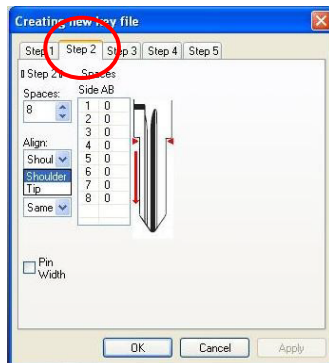 Creating new key file
Step 1 Step 2 Step 3 Step 4 Step 5
Step 2 Spaces
Spaces: Side AB
8
1 0
2 0
3 0
Align: 4 0
Shoul 5 0
Shoulder 6 0
Tip 7 0
Same 8 0
Pin
Width
OK Cancel Apply